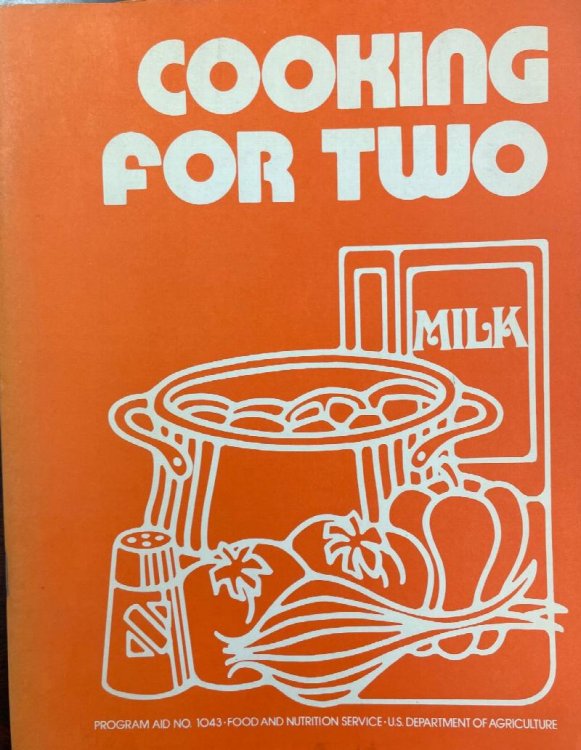 COOKING
FOR TWO
MILK
PROGRAM AID NO. 1043 · FOOD AND NUTRITION SERVICE · U.S. DEPARTMENT OF AGRICULTURE